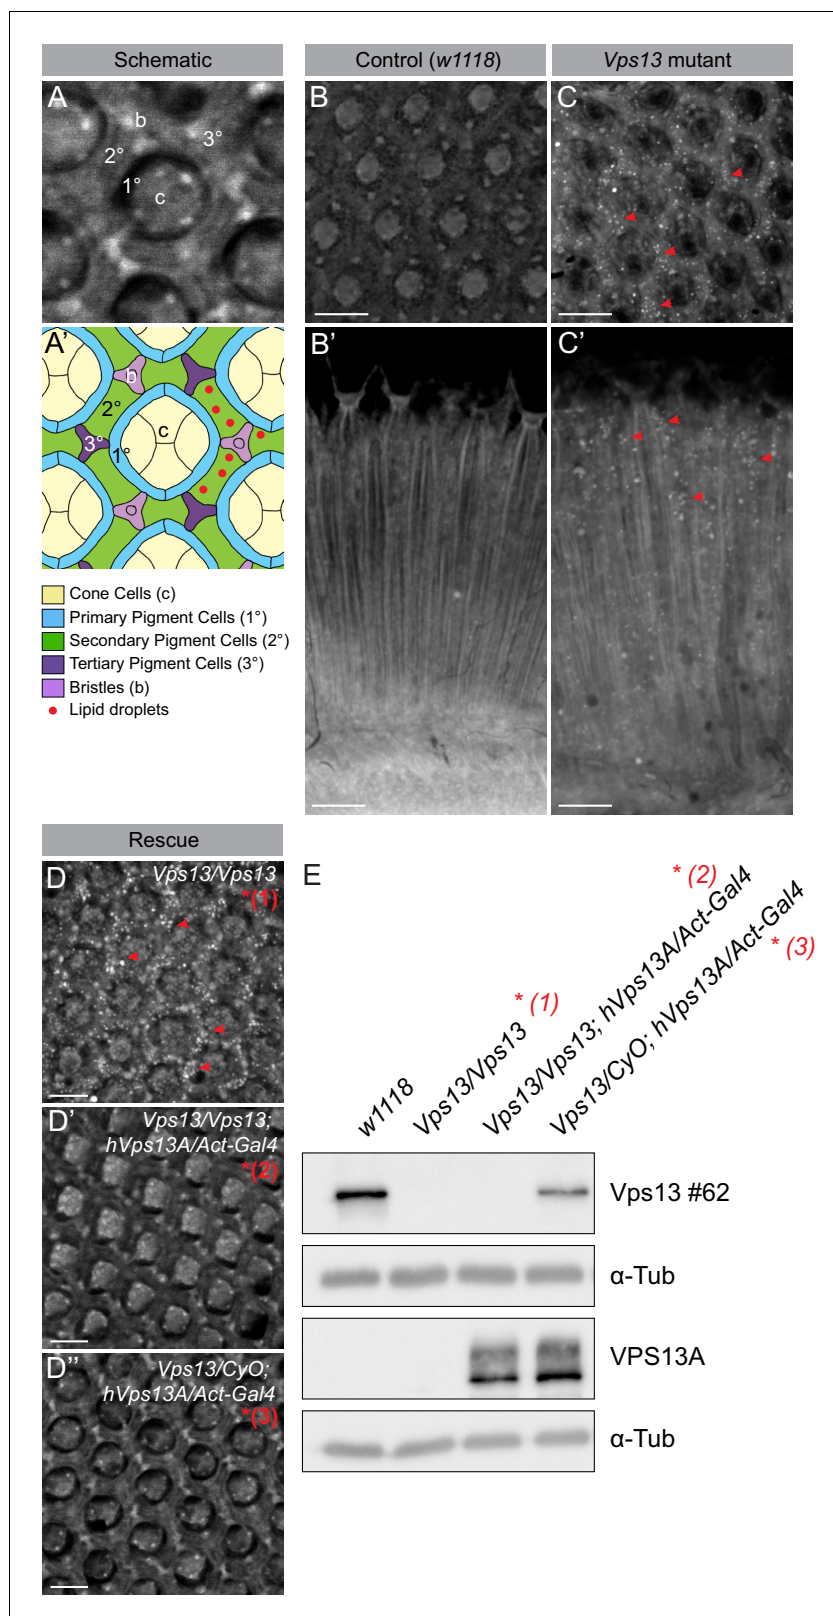 Schematic
Control (w1118)
Vps13 mutant
A
b
3°
2°
1°
c
B
C
A'
b
2°
c
3°
1°
B'
C'
Cone Cells (c)
Primary Pigment Cells (1°)
Secondary Pigment Cells (2°)
Tertiary Pigment Cells (3°)
Bristles (b)
Lipid droplets
Rescue
D
Vps13/Vps13
*(1)
D'
Vps13/Vps13;
hVps13A/Act-Gal4
*(2)
D''
Vps13/CyO;
hVps13A/Act-Gal4
*(3)
E
w1118
Vps13/Vps13
* (1)
Vps13/Vps13; hVps13A/Act-Gal4
* (2)
Vps13/CyO; hVps13A/Act-Gal4
* (3)
Vps13 #62
α-Tub
VPS13A
α-Tub